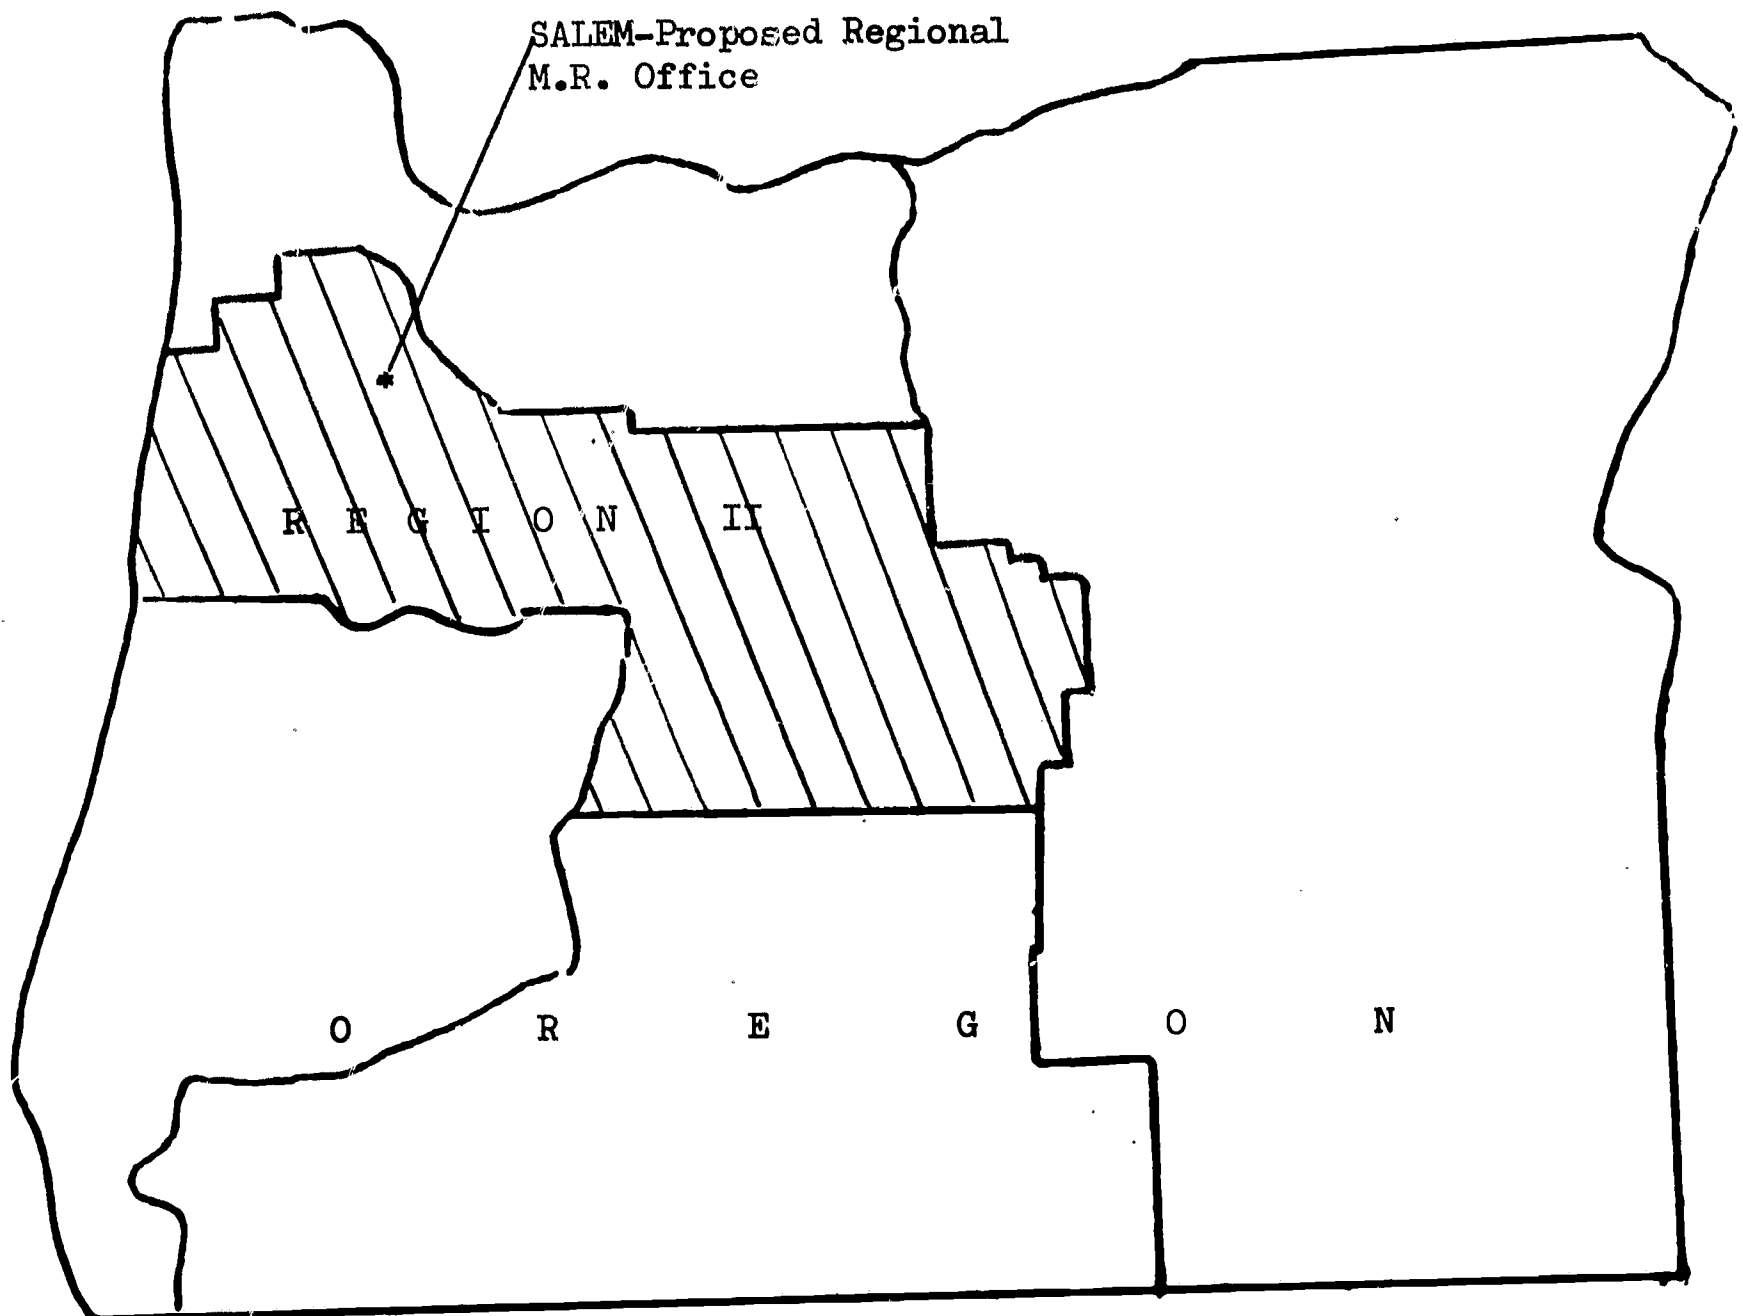 SALEM-Proposed Regional
M.R. Office
*
R E G I O N II
O R E G O N